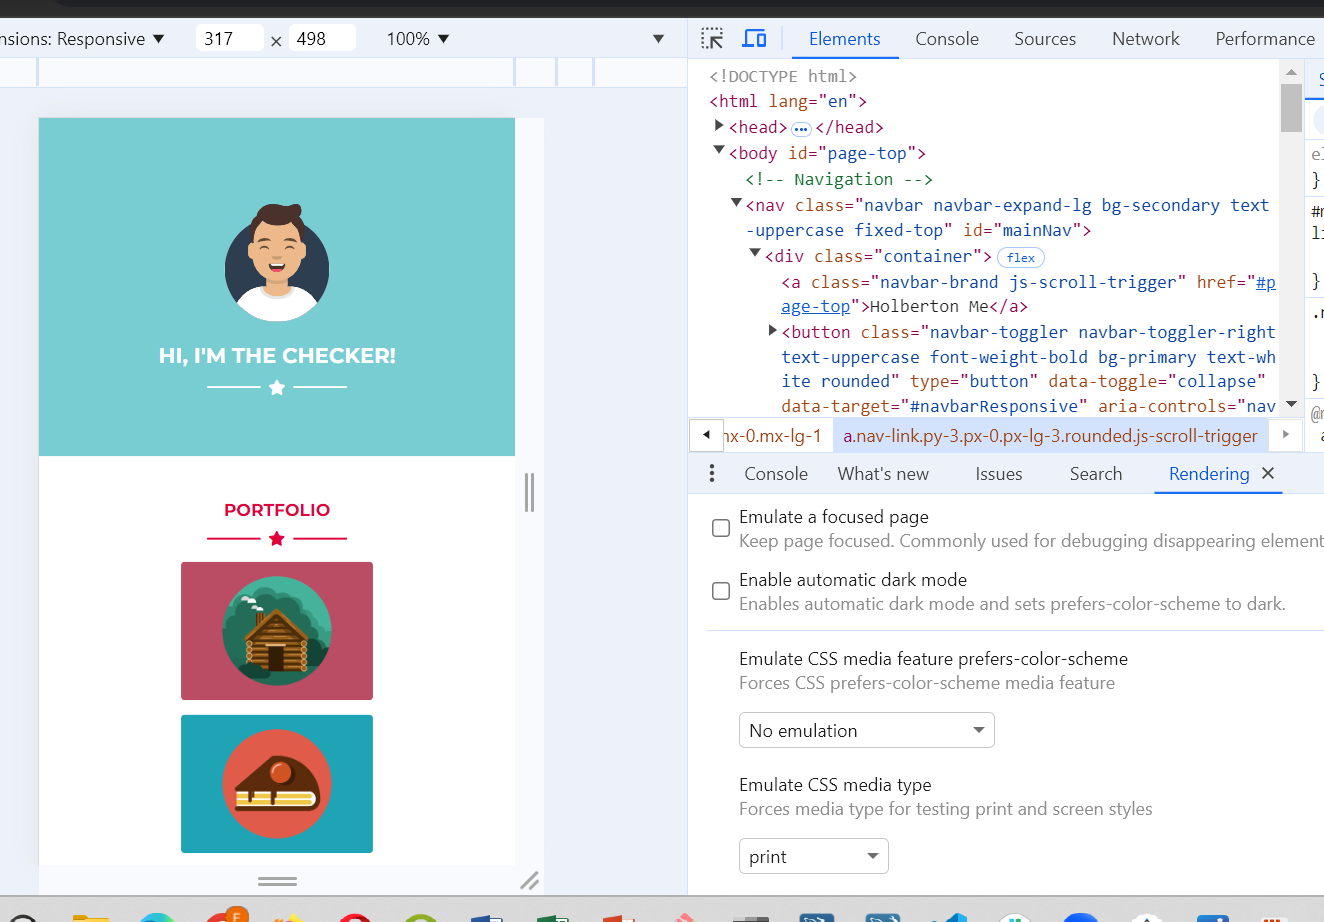 nsions: Responsive ▼ 317 × 498 100% ▼ ▼
Elements Console Sources Network Performance
<!DOCTYPE html>
<html lang="en">
<head> ••• </head>
<body id="page-top">
<!-- Navigation -->
<nav class="navbar navbar-expand-lg bg-secondary text
-uppercase fixed-top" id="mainNav">
<div class="container"> flex
<a class="navbar-brand js-scroll-trigger" href="#p
age-top">Holberton Me</a>
<button class="navbar-toggler navbar-toggler-right
text-uppercase font-weight-bold bg-primary text-wh
ite rounded" type="button" data-toggle="collapse"
data-target="#navbarResponsive" aria-controls="nav
nx-0.mx-lg-1 a.nav-link.py-3.px-0.px-lg-3.rounded.js-scroll-trigger
el
}
#n
li
}
}
@m
HI, I'M THE CHECKER!
PORTFOLIO
Console What's new Issues Search Rendering ×
Emulate a focused page
Keep page focused. Commonly used for debugging disappearing element
Enable automatic dark mode
Enables automatic dark mode and sets prefers-color-scheme to dark.
Emulate CSS media feature prefers-color-scheme
Forces CSS prefers-color-scheme media feature
No emulation
Emulate CSS media type
Forces media type for testing print and screen styles
print